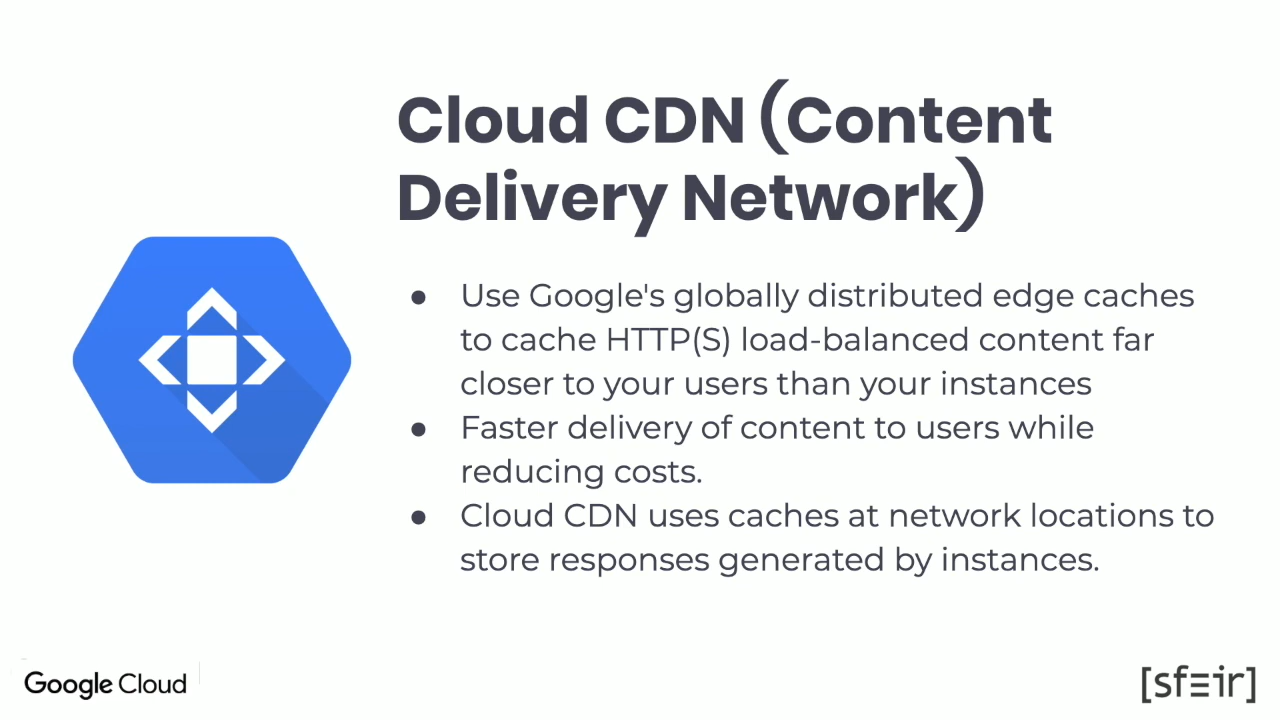 Cloud CDN (Content
Delivery Network)
● Use Google's globally distributed edge caches
to cache HTTP(S) load-balanced content far
closer to your users than your instances
● Faster delivery of content to users while
reducing costs.
● Cloud CDN uses caches at network locations to
store responses generated by instances.
Google Cloud
[sfeir]